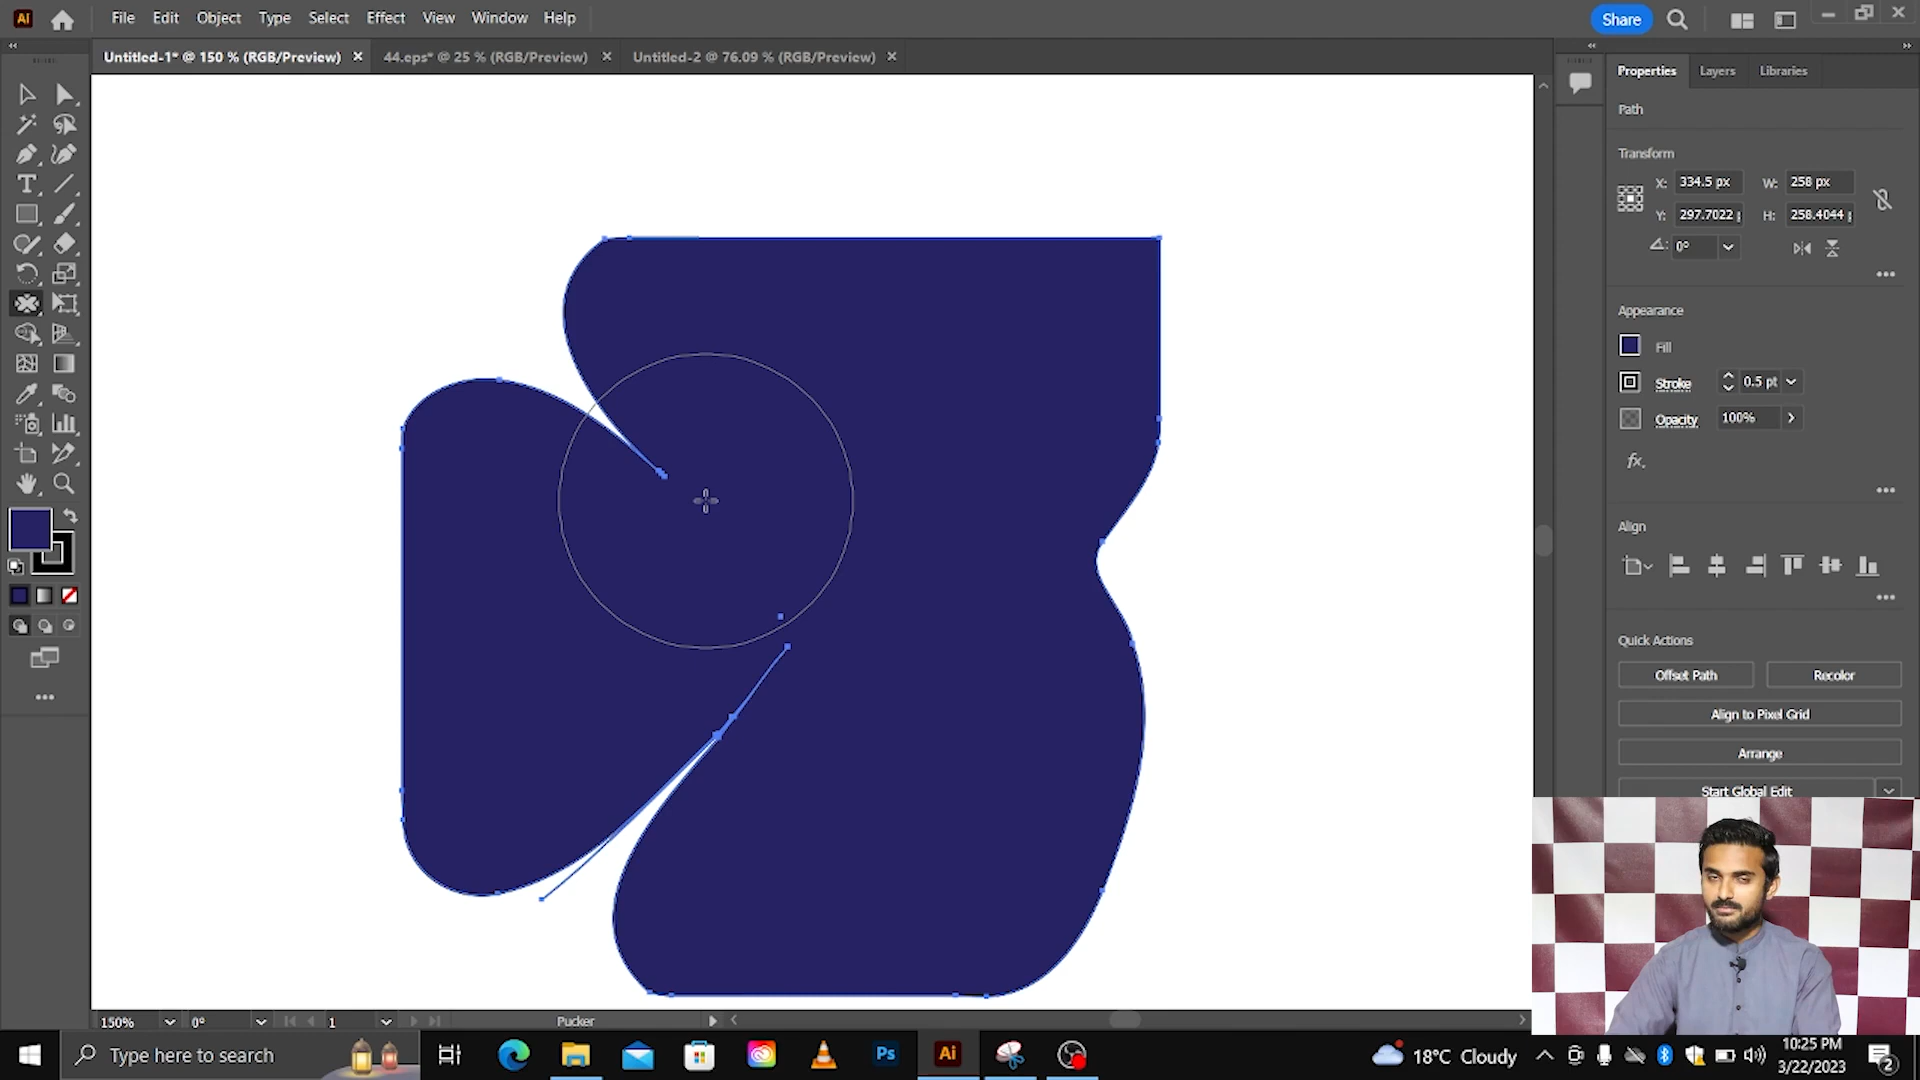 Ai File Edit Object Type Select Effect View Window Help Share
Untitled-1* @ 150 % (RGB/Preview) 44.eps* @ 25 % (RGB/Preview) Untitled-2 @ 76.09 % (RGB/Preview)
Properties Layers Libraries
Path
Transform
X: 334.5 px W: 258 px
Y: 297.7022 H: 258.4044
0°
Appearance
Fill
Stroke 0.5 pt
Opacity 100%
fx.
Align
Quick Actions
Offset Path Recolor
Align to Pixel Grid
Arrange
Start Global Edit
150% 0° 1 Pucker
Type here to search
Ps Ai
18°C Cloudy
10:25 PM
3/22/2023
2